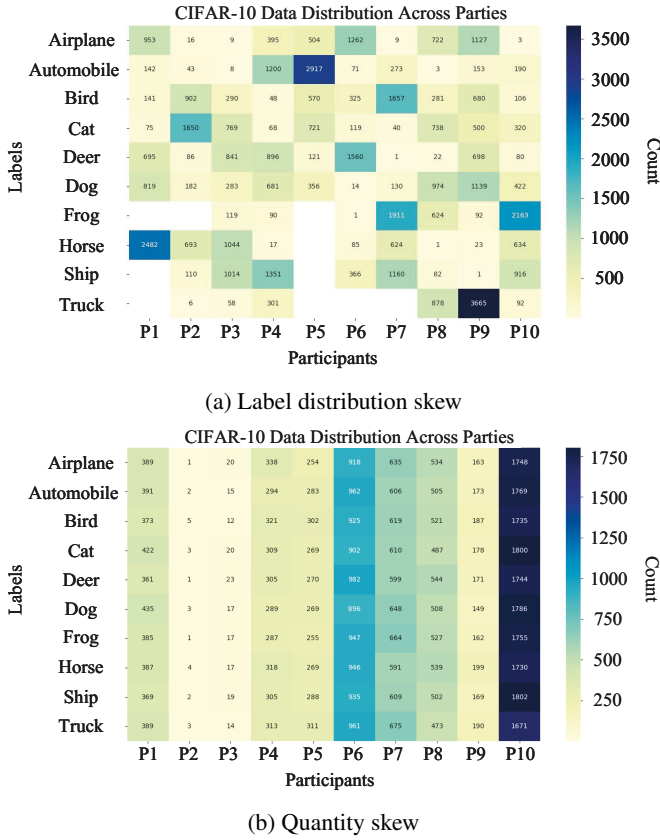 CIFAR-10 Data Distribution Across Parties
Airplane 953 16 9 395 504 1262 9 722 1127 3
Automobile 142 43 8 1200 2917 71 273 3 153 190
Bird 141 902 290 48 570 325 1657 281 680 106
Cat 75 1650 769 68 721 119 40 738 500 320
Deer 695 86 841 896 121 1560 1 22 698 80
Dog 819 182 283 681 356 14 130 974 1139 422
Frog 119 90 1 1911 624 92 2163
Horse 2482 693 1044 17 85 624 1 23 634
Ship 110 1014 1351 366 1160 82 1 916
Truck 6 58 301 878 3665 92
P1 P2 P3 P4 P5 P6 P7 P8 P9 P10
Participants
Labels
3500
3000
2500
2000
1500
1000
500
Count
(a) Label distribution skew
CIFAR-10 Data Distribution Across Parties
Airplane 389 1 20 338 254 918 635 534 163 1748
Automobile 391 2 15 294 283 962 606 505 173 1769
Bird 373 5 12 321 302 925 619 521 187 1735
Cat 422 3 20 309 269 902 610 487 178 1800
Deer 361 1 23 305 270 982 599 544 171 1744
Dog 435 3 17 289 269 896 648 508 149 1786
Frog 385 1 17 287 255 947 664 527 162 1755
Horse 387 4 17 318 269 946 591 539 199 1730
Ship 369 2 19 305 288 935 609 502 169 1802
Truck 389 3 14 313 311 961 675 473 190 1671
P1 P2 P3 P4 P5 P6 P7 P8 P9 P10
Participants
Labels
1750
1500
1250
1000
750
500
250
Count
(b) Quantity skew